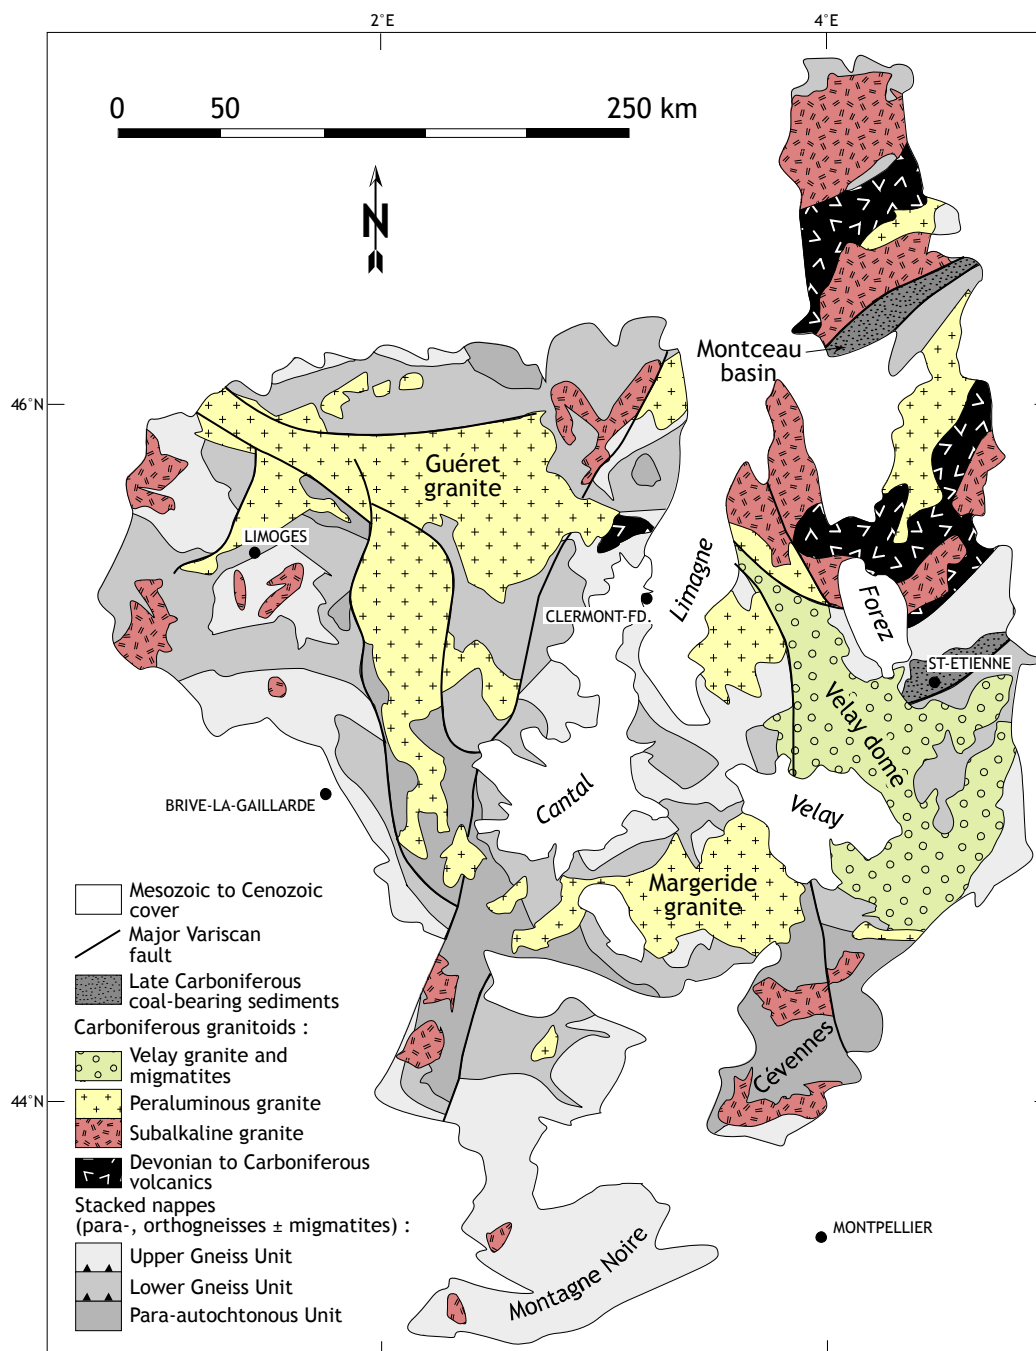 2°E
4°E
0
50
250 km
N
Montceau
basin
46°N
Guéret
granite
LIMOGES
Limagne
CLERMONT-FD.
Forez
ST-ETIENNE
Velay dome
BRIVE-LA-GAILLARDE
Cantal
Velay
Margeride
granite
Mesozoic to Cenozoic
cover
Major Variscan
fault
Late Carboniferous
coal-bearing sediments
Carboniferous granitoids :
Velay granite and
migmatites
Cévennes
44°N
Peraluminous granite
Subalkaline granite
Devonian to Carboniferous
volcanics
Stacked nappes
(para-, orthogneisses ± migmatites) :
Upper Gneiss Unit
Lower Gneiss Unit
Para-autochtonous Unit
MONTPELLIER
Montagne Noire